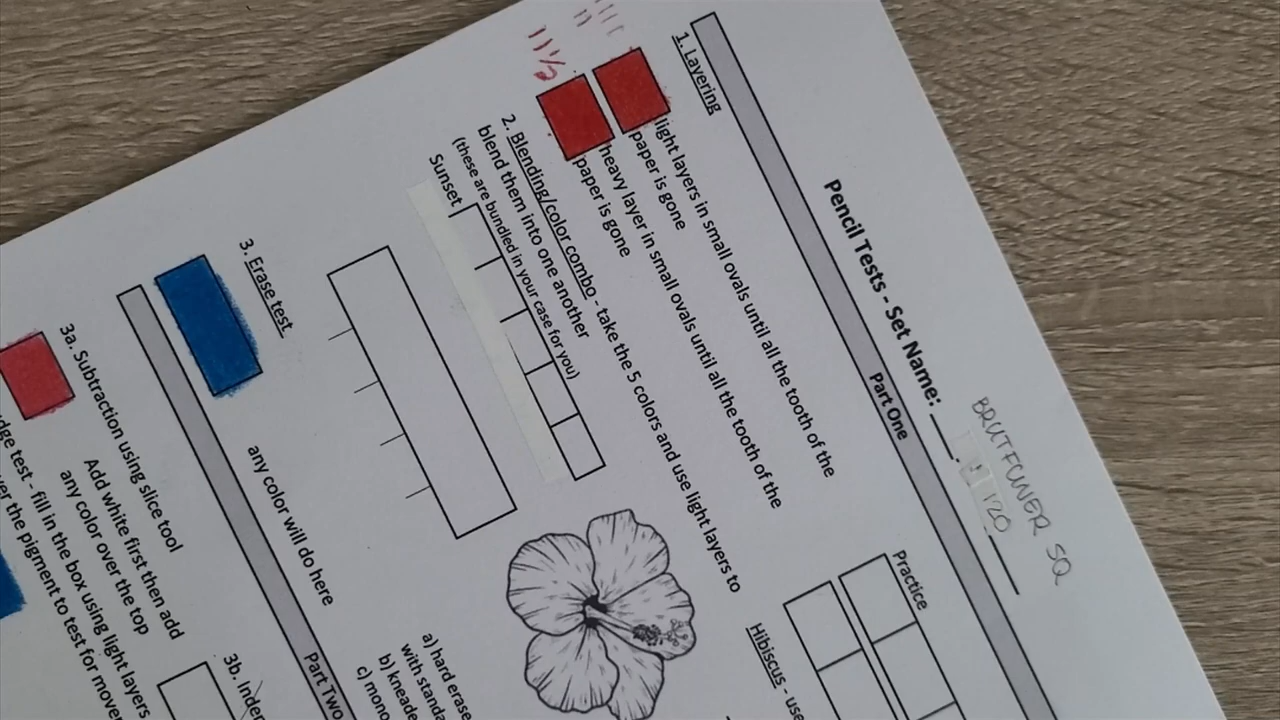 Pencil Tests - Set Name:
BRUTFUNER SQ
120
Part One
1. Layering
light layers in small ovals until all the tooth of the
paper is gone
heavy layer in small ovals until all the tooth of the
paper is gone
Practice
2. Blending/color combo - take the 5 colors and use light layers to
blend them into one another
(these are bundled in your case for you)
Sunset
Hibiscus - use
3. Erase test
any color will do here
a) hard erase
with standa
b) kneade
c) mono
Part Two
3a. Subtraction using slice tool
Add white first then add
any color over the top
3b. Inden
dge test - fill in the box using light layers
er the pigment to test for movem